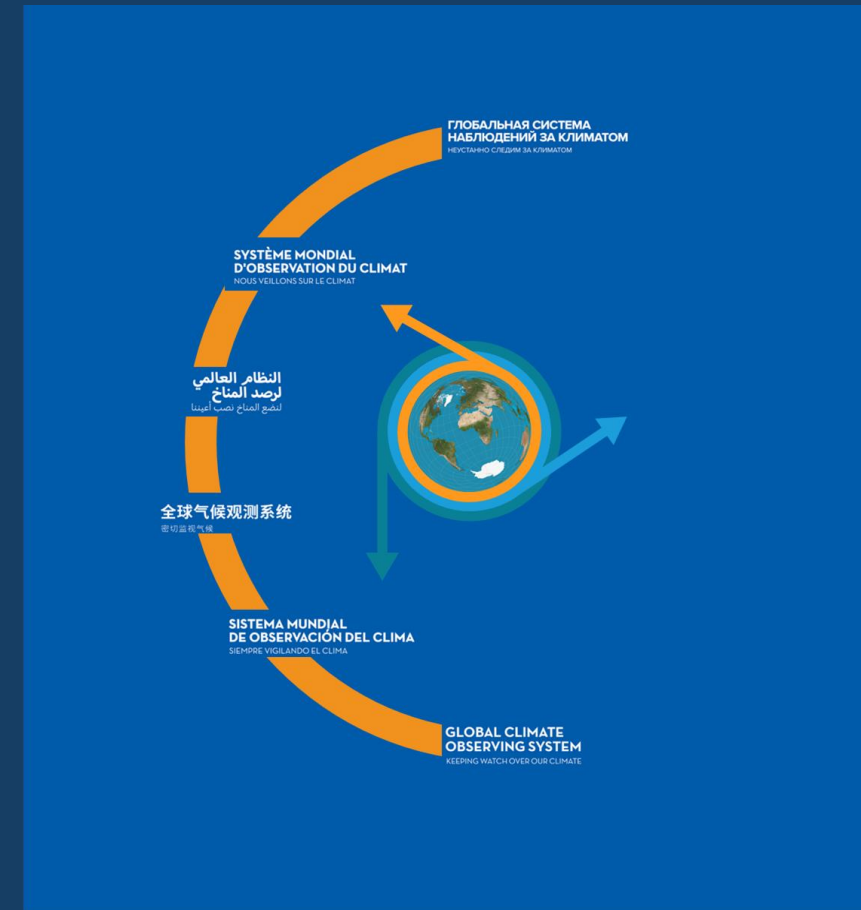 ГЛОБАЛЬНАЯ СИСТЕМА
НАБЛЮДЕНИЙ ЗА КЛИМАТОМ
НЕУСТАННО СЛЕДИМ ЗА КЛИМАТОМ
SYSTÈME MONDIAL
D'OBSERVATION DU CLIMAT
NOUS VEILLONS SUR LE CLIMAT
النظام العالمي
لرصد المناخ
لنضع المناخ نصب أعيننا
全球气候观测系统
密切监视气候
SISTEMA MUNDIAL
DE OBSERVACIÓN DEL CLIMA
SIEMPRE VIGILANDO EL CLIMA
GLOBAL CLIMATE
OBSERVING SYSTEM
KEEPING WATCH OVER OUR CLIMATE